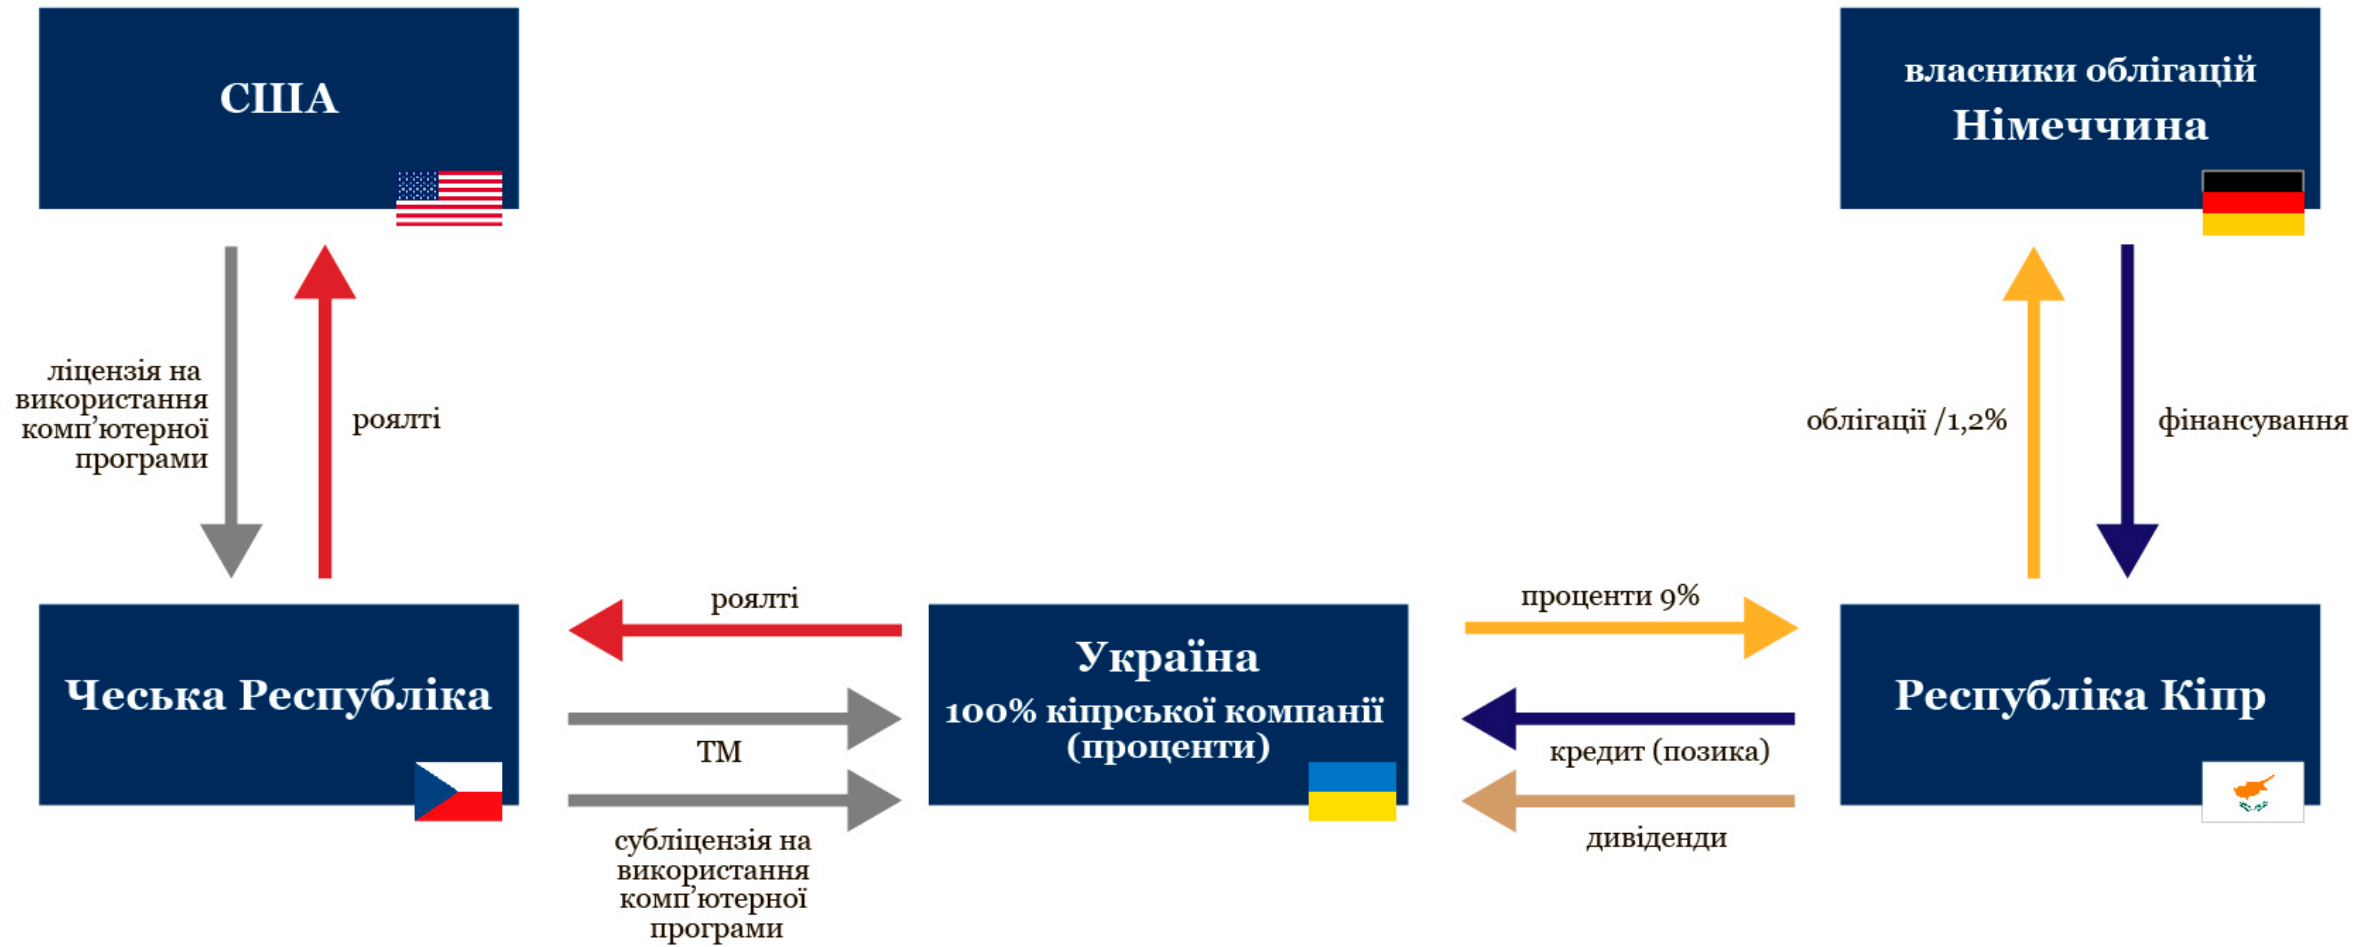 США
власники облігацій
Німеччина
ліцензія на
використання
комп’ютерної
програми
роялті
облігації /1,2%
фінансування
Чеська Республіка
роялті
ТМ
субліцензія на
використання
комп’ютерної
програми
Україна
100% кіпрської компанії
(проценти)
проценти 9%
кредит (позика)
дивіденди
Республіка Кіпр